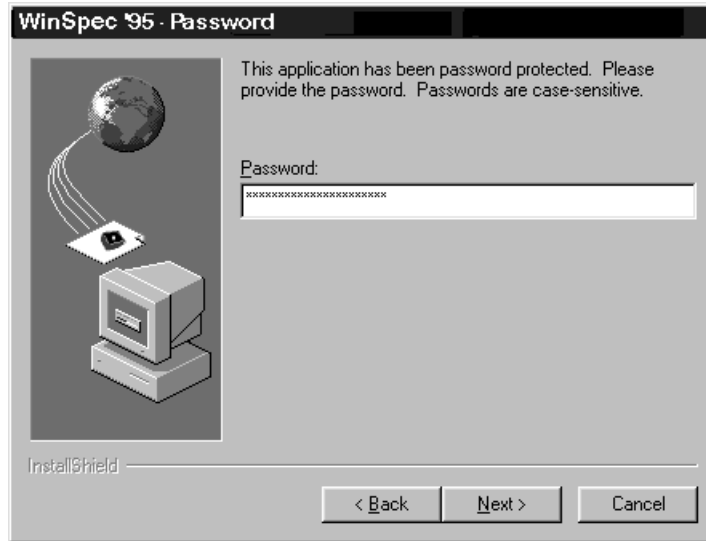 WinSpec '95 - Password
This application has been password protected. Please
provide the password. Passwords are case-sensitive.
Password:
xxxxxxxxxxxxxxxxxxxxxx
InstallShield
< Back
Next >
Cancel